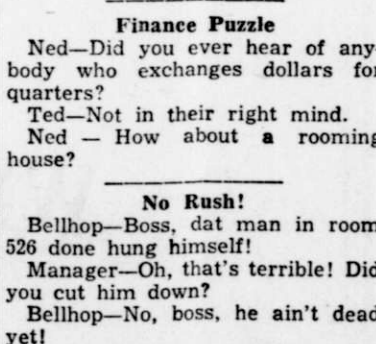 Finance Puzzle
Ned—Did you ever hear of any-
body who exchanges dollars for
quarters?
Ted—Not in their right mind.
Ned — How about a rooming
house?
No Rush!
Bellhop—Boss, dat man in room
526 done hung himself!
Manager—Oh, that's terrible! Did
you cut him down?
Bellhop—No, boss, he ain't dead
yet!